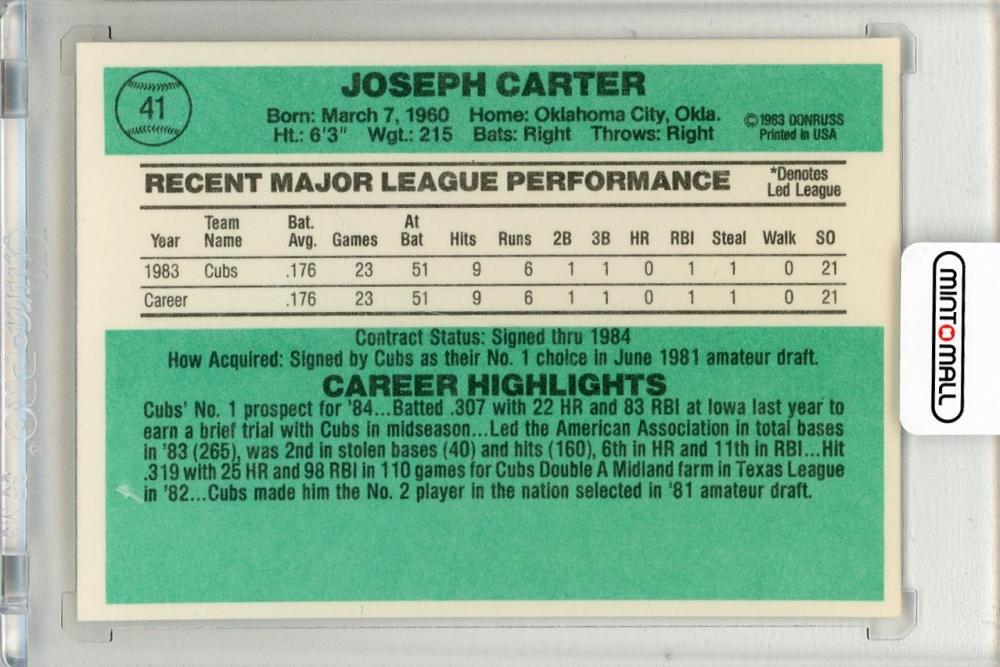 41
JOSEPH CARTER
Born: March 7, 1960 Home: Oklahoma City, Okla.
Ht.: 6'3" Wgt.: 215 Bats: Right Throws: Right
©1983 DONRUSS
Printed in USA
RECENT MAJOR LEAGUE PERFORMANCE
*Denotes
Led League
Year Team Name Bat. Avg. Games At Bat Hits Runs 2B 3B HR RBI Steal Walk SO
1983 Cubs .176 23 51 9 6 1 1 0 1 1 0 21
Career .176 23 51 9 6 1 1 0 1 1 0 21
Contract Status: Signed thru 1984
How Acquired: Signed by Cubs as their No. 1 choice in June 1981 amateur draft.
CAREER HIGHLIGHTS
Cubs' No. 1 prospect for '84...Batted .307 with 22 HR and 83 RBI at Iowa last year to
earn a brief trial with Cubs in midseason...Led the American Association in total bases
in '83 (265), was 2nd in stolen bases (40) and hits (160), 6th in HR and 11th in RBI...Hit
.319 with 25 HR and 98 RBI in 110 games for Cubs Double A Midland farm in Texas League
in '82...Cubs made him the No. 2 player in the nation selected in '81 amateur draft.
MINT MALL